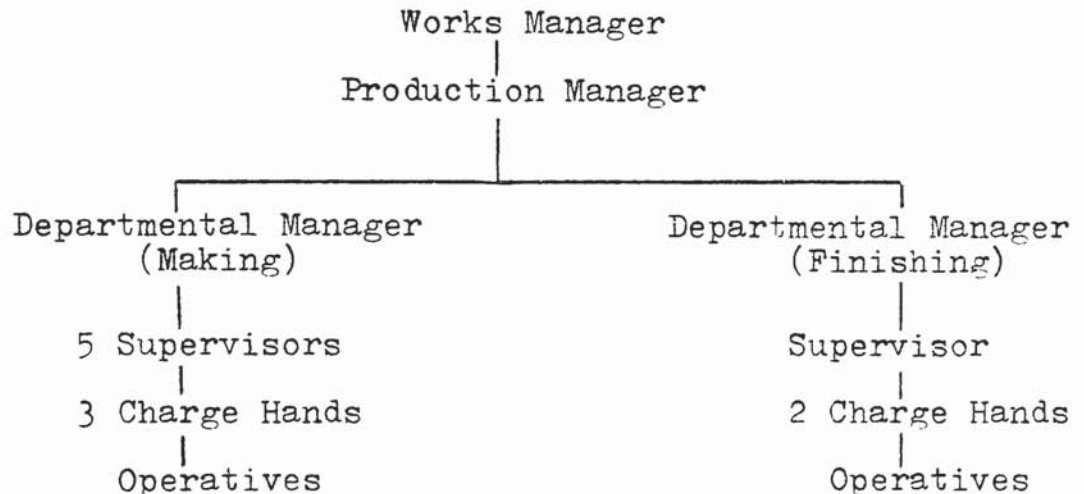 Works Manager
Production Manager
Departmental Manager
(Making)
Departmental Manager
(Finishing)
5 Supervisors
Supervisor
3 Charge Hands
2 Charge Hands
Operatives
Operatives